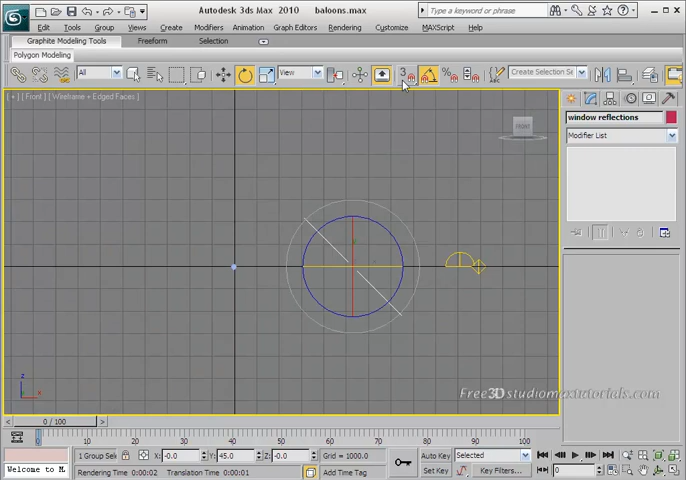 Autodesk 3ds Max 2010 baloons.max
Type a keyword or phrase
Edit Tools Group Views Create Modifiers Animation Graph Editors Rendering Customize MAXScript Help
Graphite Modeling Tools Freeform Selection
Polygon Modeling
All View 3 % Create Selection Se
[ + ] [ Front ] [ Wireframe + Edged Faces ]
FRONT
window reflections
Modifier List
z
x
Free3Dstudiomaxtutorials.com
< 0 / 100 >
0 10 20 30 40 50 60 70 80 90 100
1 Group Sele X: -0.0 Y: 45.0 Z: -0.0 Grid = 1000.0 Auto Key Selected
Welcome to M Rendering Time 0:00:02 Translation Time 0:00:01 Add Time Tag Set Key Key Filters... 0